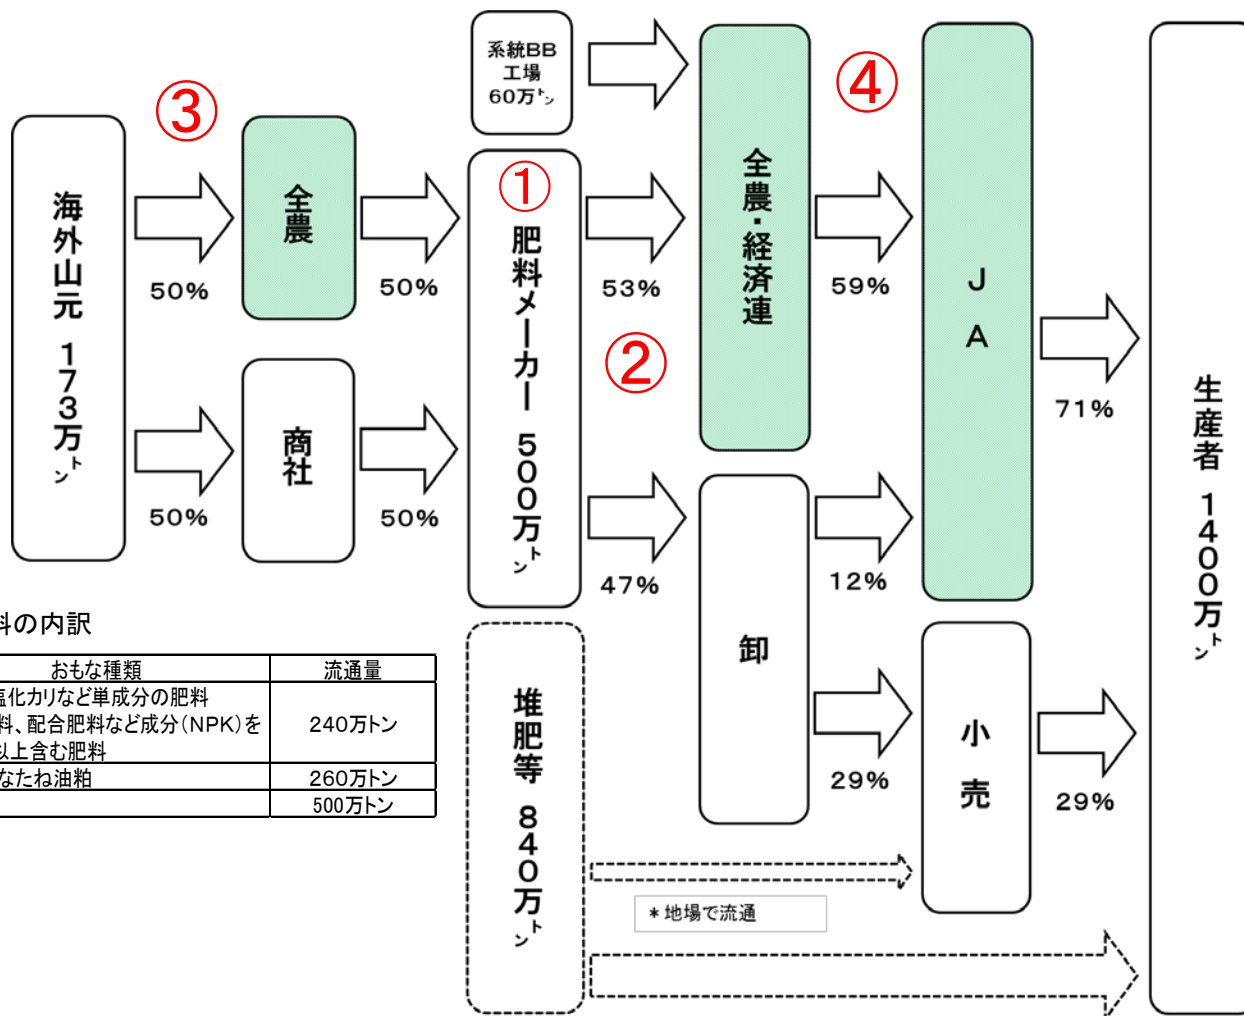 系統BB
工場
60万トン
③
④
海外山元 173万トン
全農
①
肥料メーカー 500万トン
全農・経済連
JA
生産者 1400万トン
50%
50%
53%
59%
②
71%
商社
50%
50%
47%
12%
卸
料の内訳
おもな種類 流通量
塩化カリなど単成分の肥料
料、配合肥料など成分(NPK)を
以上含む肥料
240万トン
なたね油粕 260万トン
500万トン
堆肥等 840万トン
小売
29%
29%
*地場で流通